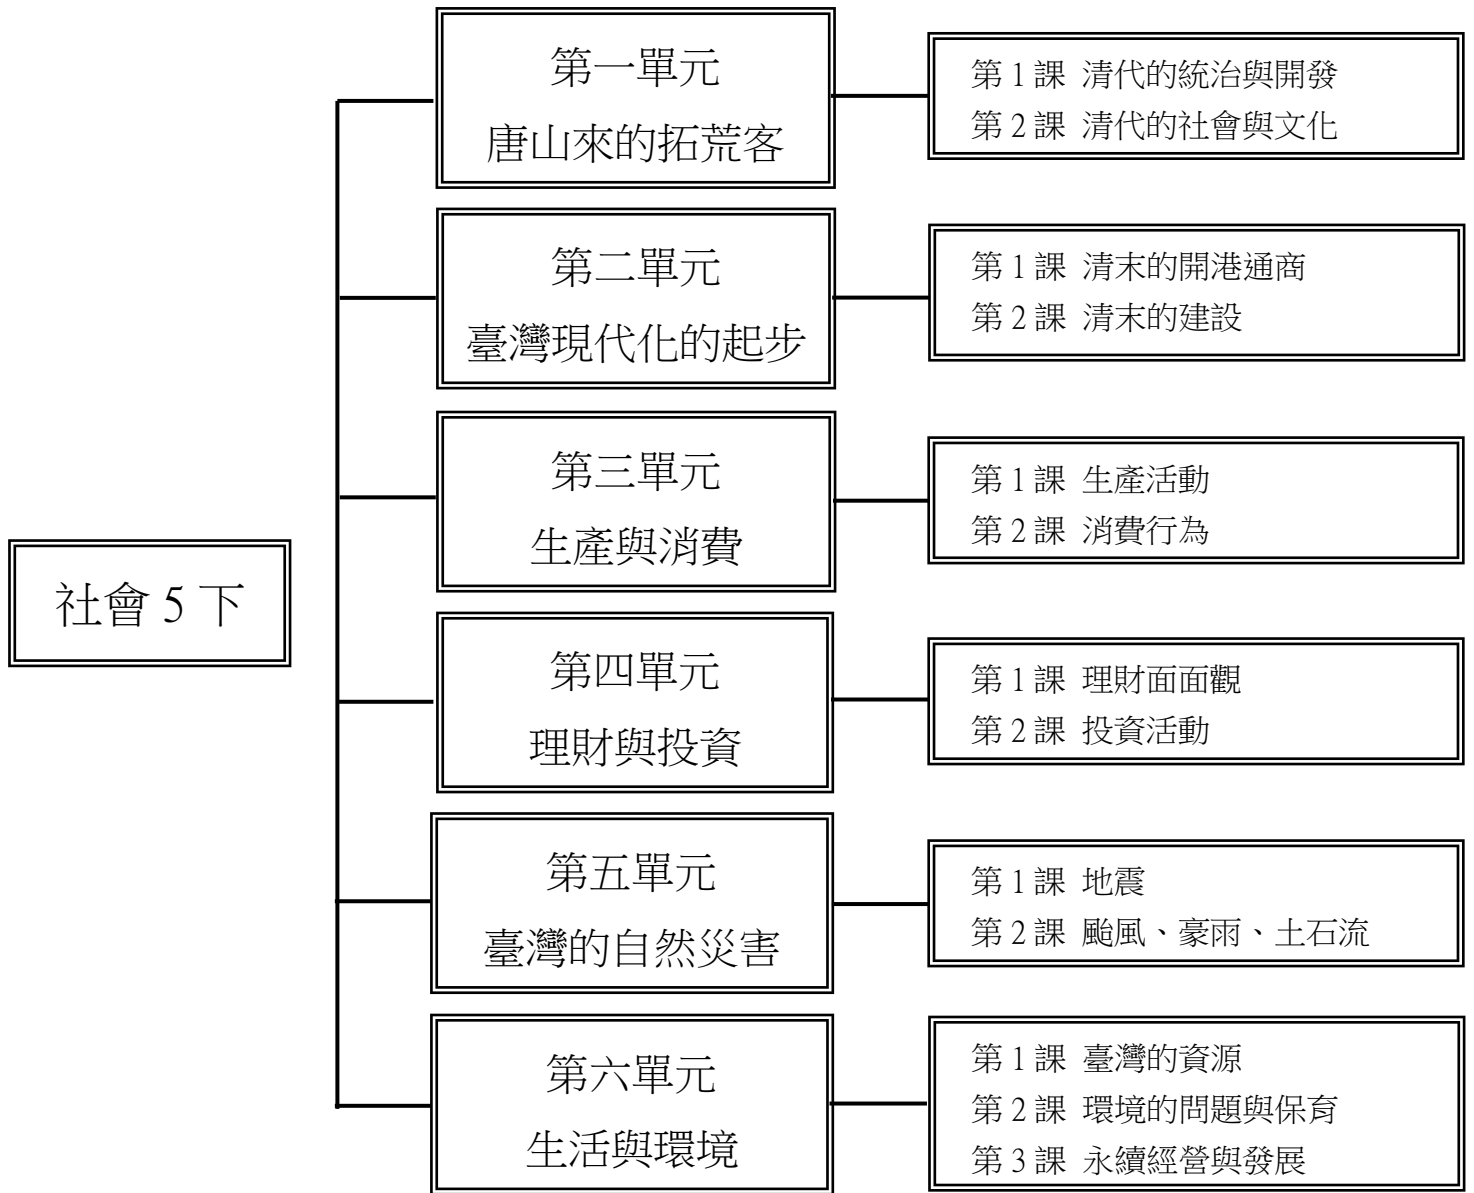 社會 5 下
第一單元
唐山來的拓荒客
第 1 課 清代的統治與開發
第 2 課 清代的社會與文化
第二單元
臺灣現代化的起步
第 1 課 清末的開港通商
第 2 課 清末的建設
第三單元
生產與消費
第 1 課 生產活動
第 2 課 消費行為
第四單元
理財與投資
第 1 課 理財面面觀
第 2 課 投資活動
第五單元
臺灣的自然災害
第 1 課 地震
第 2 課 颱風、豪雨、土石流
第六單元
生活與環境
第 1 課 臺灣的資源
第 2 課 環境的問題與保育
第 3 課 永續經營與發展